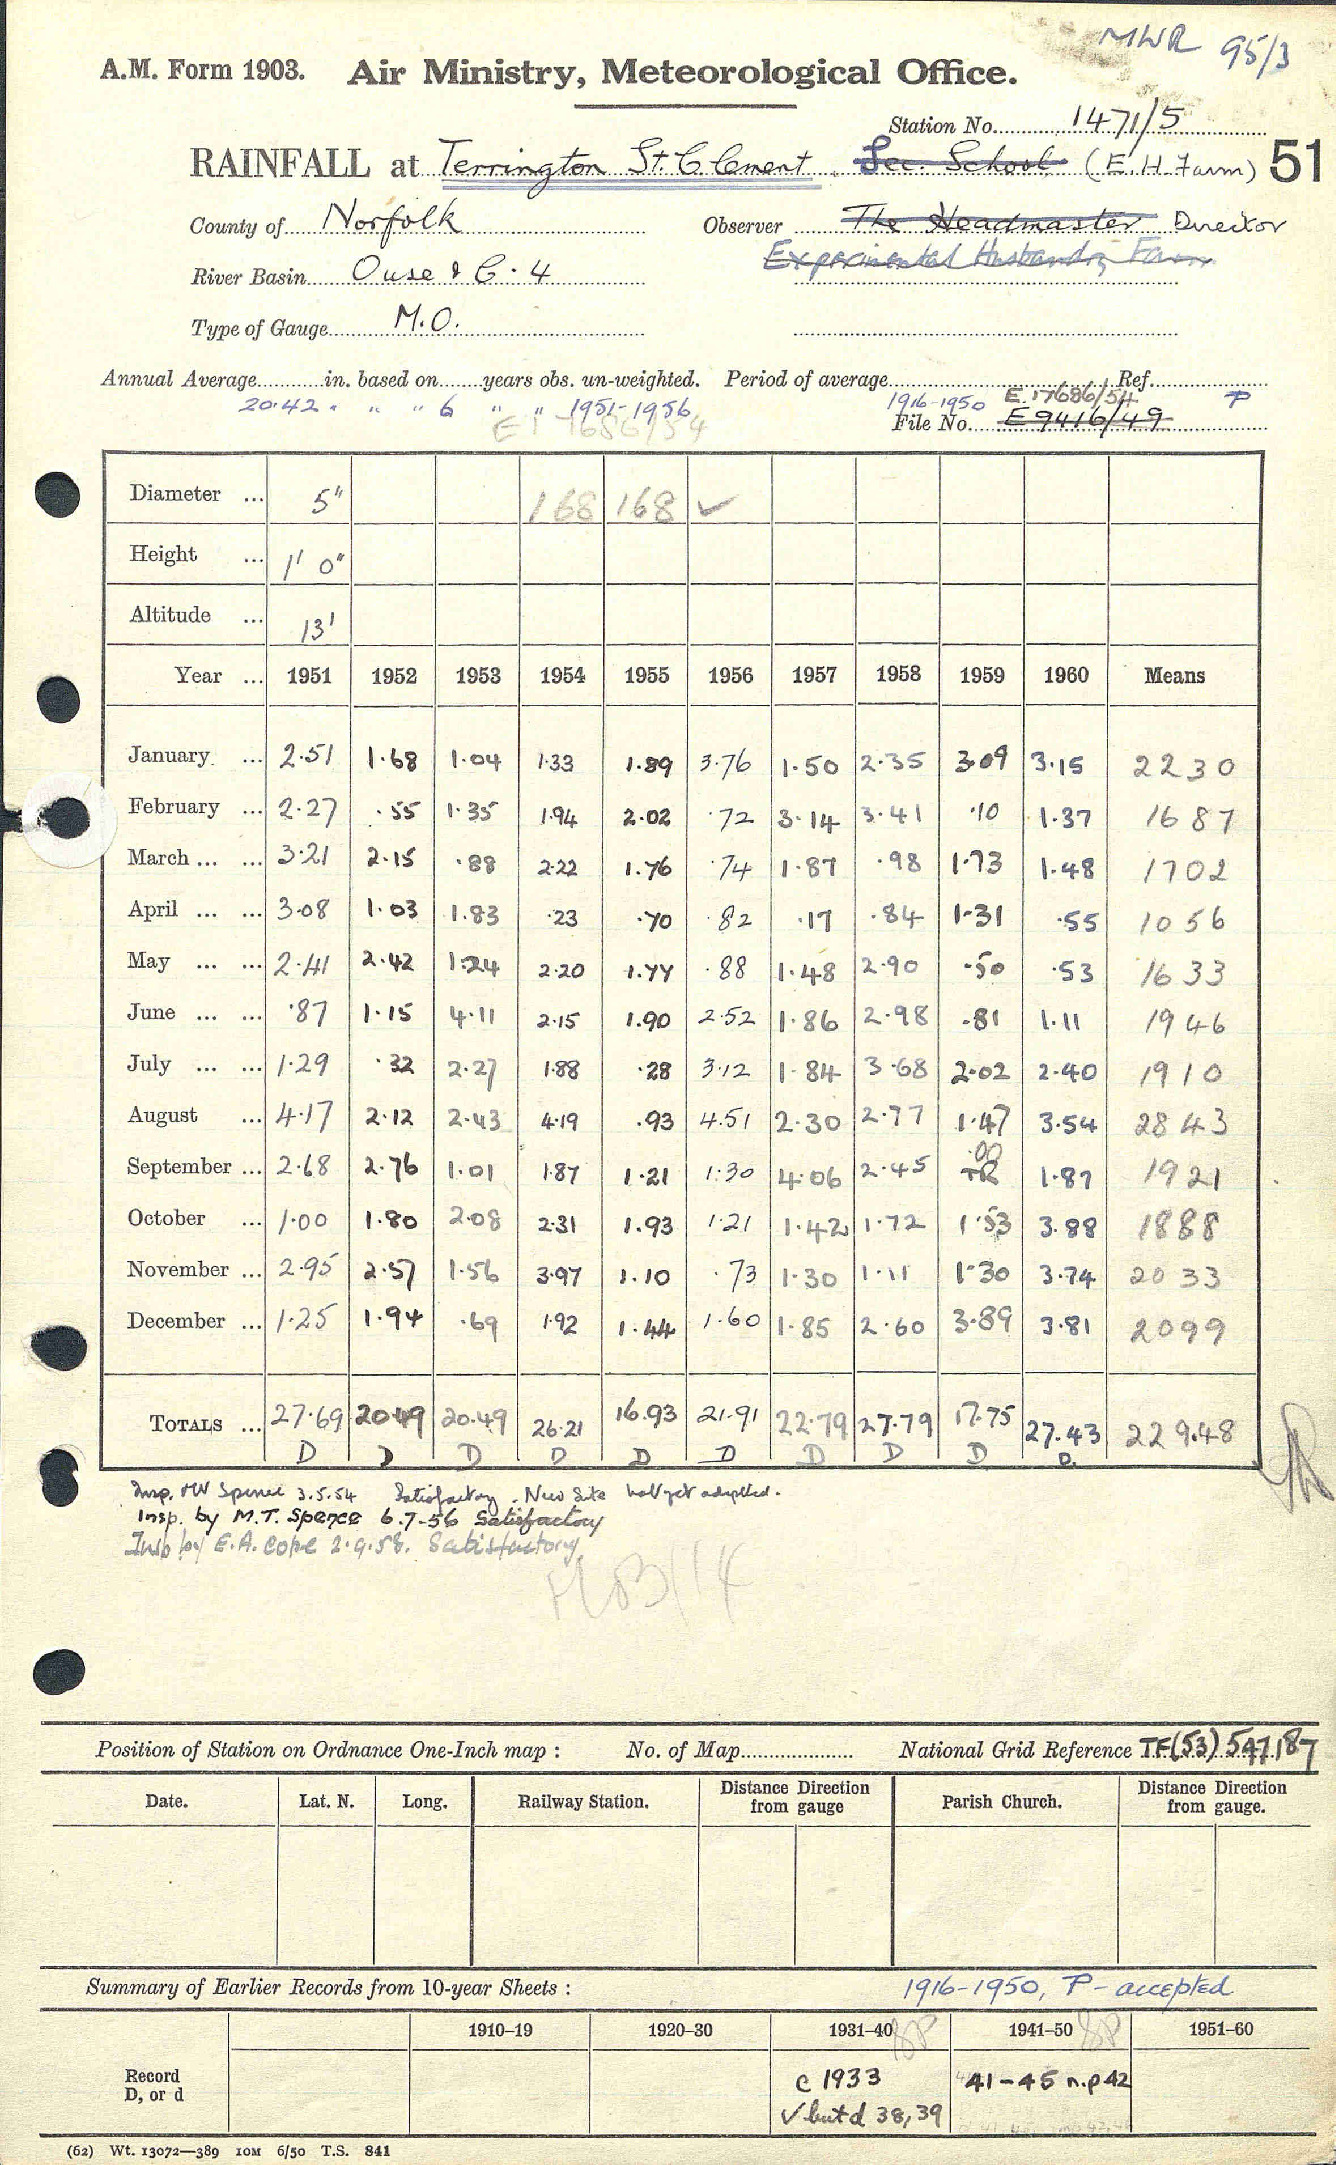 MWR 95/3
A.M. Form 1903. Air Ministry, Meteorological Office.
Station No. 1471/5
RAINFALL at Terrington St. Clement. Sec. School (E.H. Farm) 51
County of Norfolk Observer The Headmaster Director
Experimental Husbandry Farm
River Basin Ouse & C. 4
Type of Gauge M.O.
Annual Average in. based on years obs. un-weighted. Period of average Ref.
20.42 " " " 6 " " 1951-1956 1916-1950 E.17686/54 P
E17686/54 File No. E9416/49
Diameter ... 5" 168 168 ✓
Height ... 1' 0"
Altitude ... 13'
Year ... 1951 1952 1953 1954 1955 1956 1957 1958 1959 1960 Means
January ... 2.51 1.68 1.04 1.33 1.89 3.76 1.50 2.35 3.09 3.15 2230
February ... 2.27 .55 1.35 1.94 2.02 .72 3.14 3.41 .10 1.37 1687
March ... ... 3.21 2.15 .88 2.22 1.76 .74 1.87 .98 1.73 1.48 1702
April ... ... 3.08 1.03 1.83 .23 .70 .82 .17 .84 1.31 .55 1056
May ... ... 2.41 2.42 1.24 2.20 1.77 .88 1.48 2.90 .50 .53 1633
June ... ... .87 1.15 4.11 2.15 1.90 2.52 1.86 2.98 .81 1.11 1946
July ... ... 1.29 .32 2.27 1.88 .28 3.12 1.84 3.68 2.02 2.40 1910
August ... 4.17 2.12 2.43 4.19 .93 4.51 2.30 2.77 1.47 3.54 2843
September ... 2.68 2.76 1.01 1.87 1.21 1.30 4.06 2.45 .00 TR 1.87 1921
October ... 1.00 1.80 2.08 2.31 1.93 1.21 1.42 1.72 1.53 3.88 1888
November ... 2.95 2.57 1.56 3.97 1.10 .73 1.30 1.11 1.30 3.74 2033
December ... 1.25 1.94 .69 1.92 1.44 1.60 1.85 2.60 3.89 3.81 2099
TOTALS ... 27.69 20.49 20.49 26.21 16.93 21.91 22.79 27.79 17.75 27.43 229.48
D D D D D D D D D D.
Insp. MW Spence 3.5.54 Satisfactory. New Site not yet adopted.
Insp. by M.T. Spence 6.7.56 Satisfactory
Insp by E.A. Cope 2.9.58. Satisfactory
Position of Station on Ordnance One-Inch map : No. of Map National Grid Reference TF(53) 547187
Date. Lat. N. Long. Railway Station. Distance Direction from gauge Parish Church. Distance Direction from gauge.
Summary of Earlier Records from 10-year Sheets : 1916-1950, P - accepted
1910-19 1920-30 1931-40 1941-50 1951-60
Record D, or d c 1933 41-45 n.p 42
✓ but d 38,39
(62) Wt. 13072—389 10M 6/50 T.S. 841